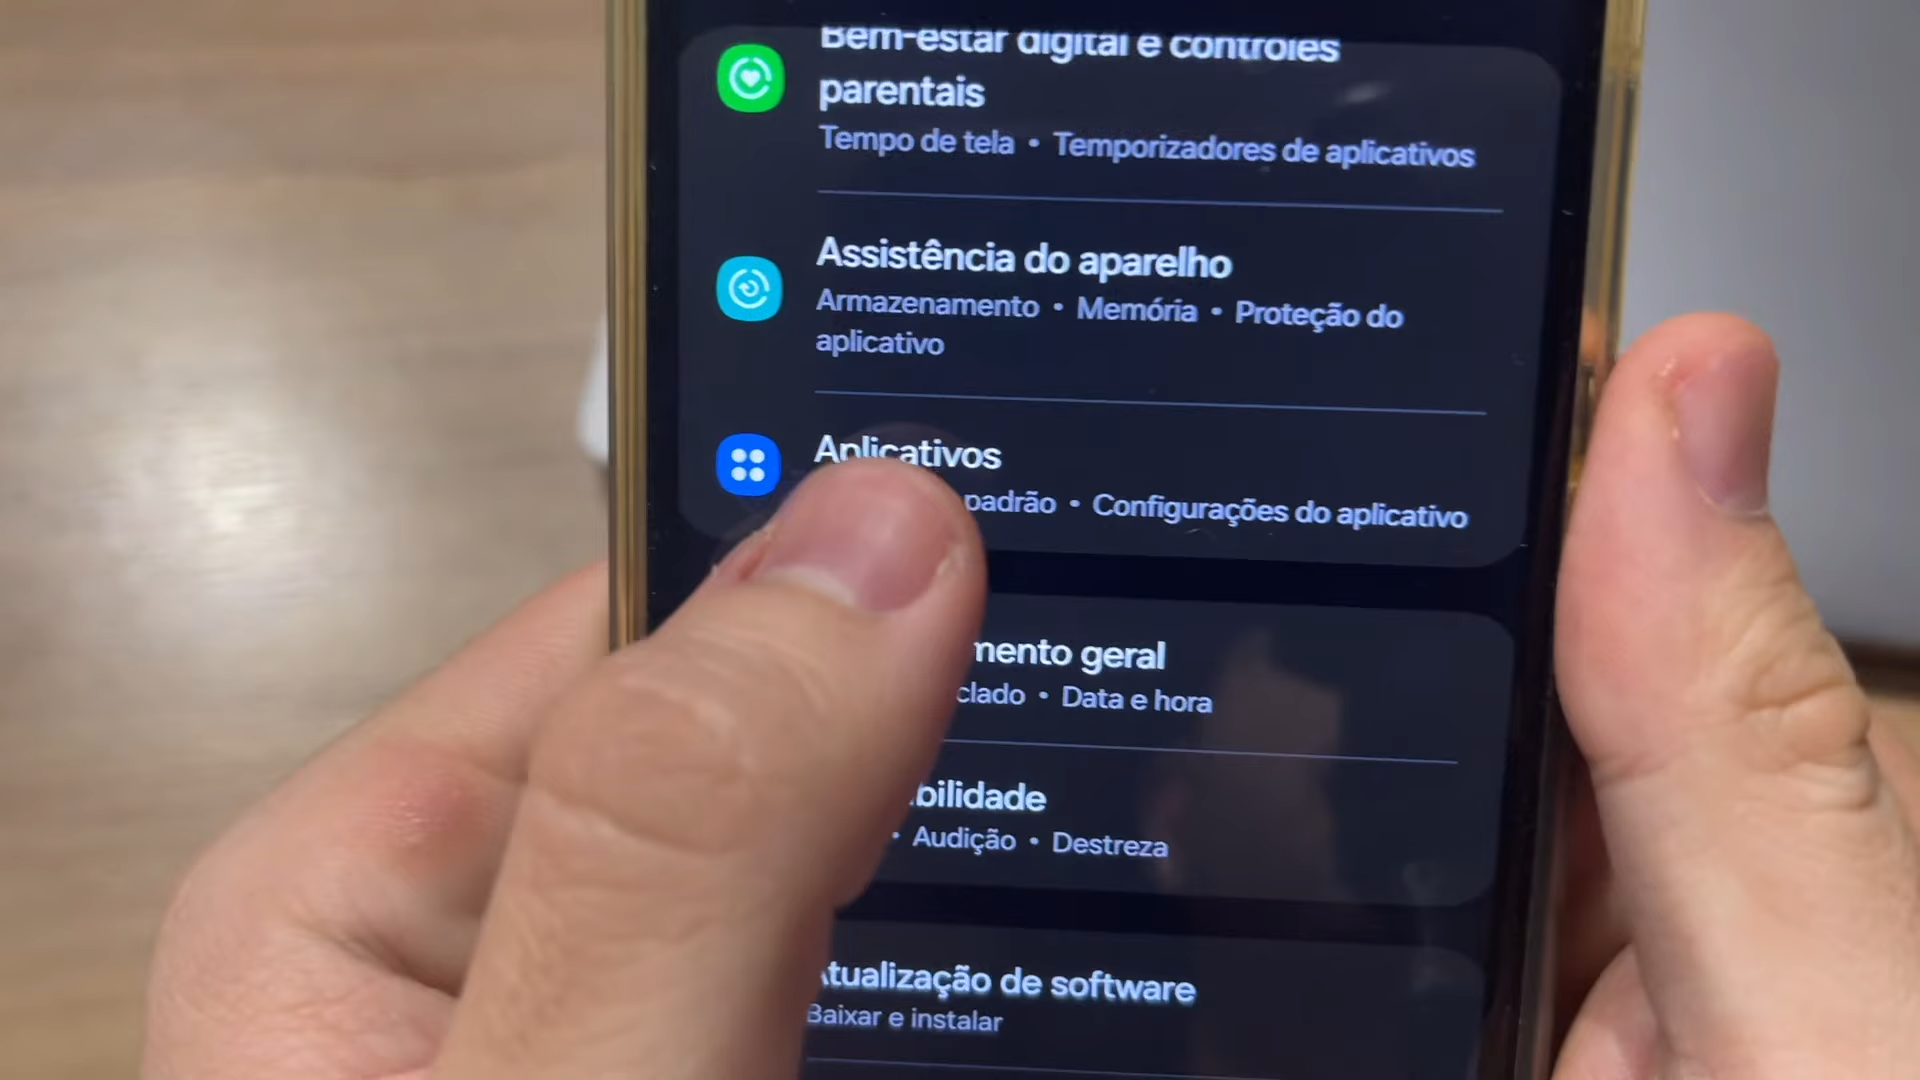 Bem-estar digital e controles
parentais
Tempo de tela • Temporizadores de aplicativos
Assistência do aparelho
Armazenamento • Memória • Proteção do
aplicativo
Aplicativos
padrão • Configurações do aplicativo
mento geral
clado • Data e hora
bilidade
• Audição • Destreza
Atualização de software
Baixar e instalar